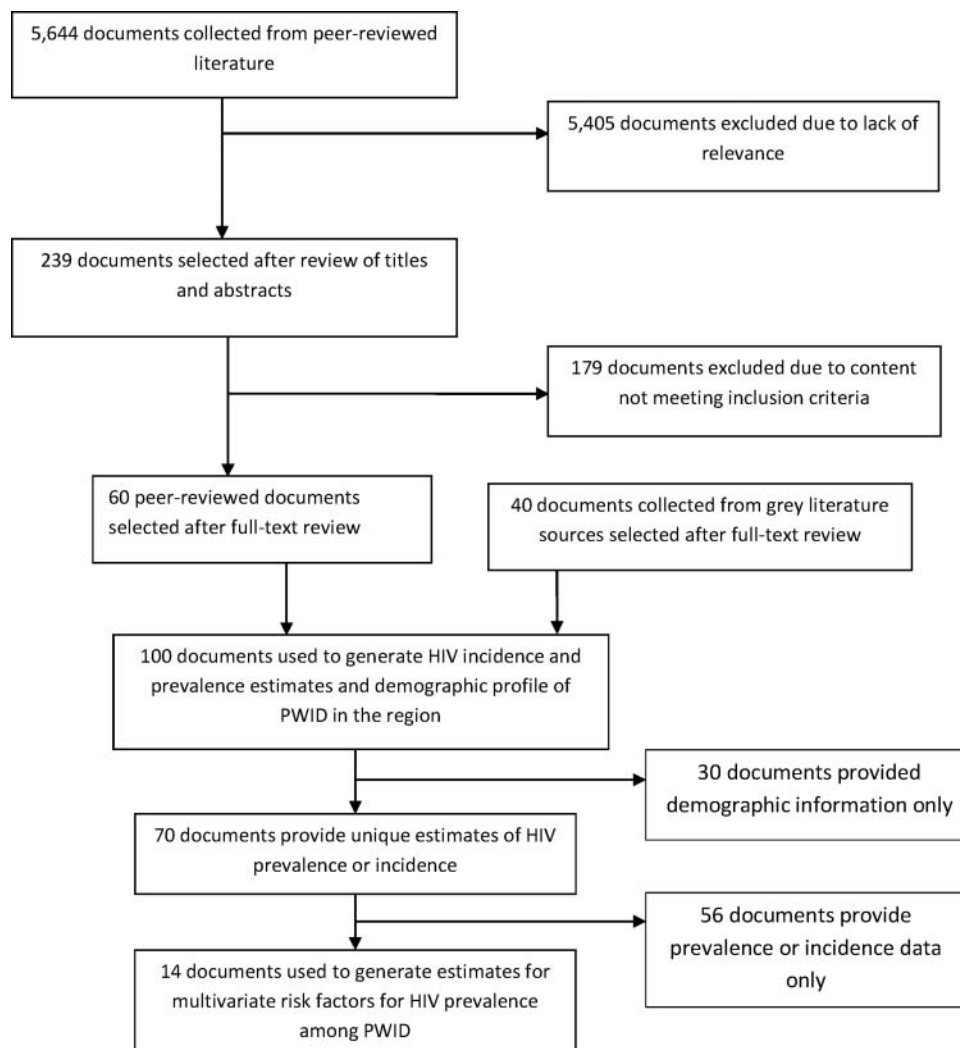 5,644 documents collected from peer-reviewed
literature
5,405 documents excluded due to lack of
relevance
239 documents selected after review of titles
and abstracts
179 documents excluded due to content
not meeting inclusion criteria
60 peer-reviewed documents
selected after full-text review
40 documents collected from grey literature
sources selected after full-text review
100 documents used to generate HIV incidence and
prevalence estimates and demographic profile of
PWID in the region
30 documents provided
demographic information only
70 documents provide unique estimates of HIV
prevalence or incidence
56 documents provide
prevalence or incidence data
only
14 documents used to generate estimates for
multivariate risk factors for HIV prevalence
among PWID